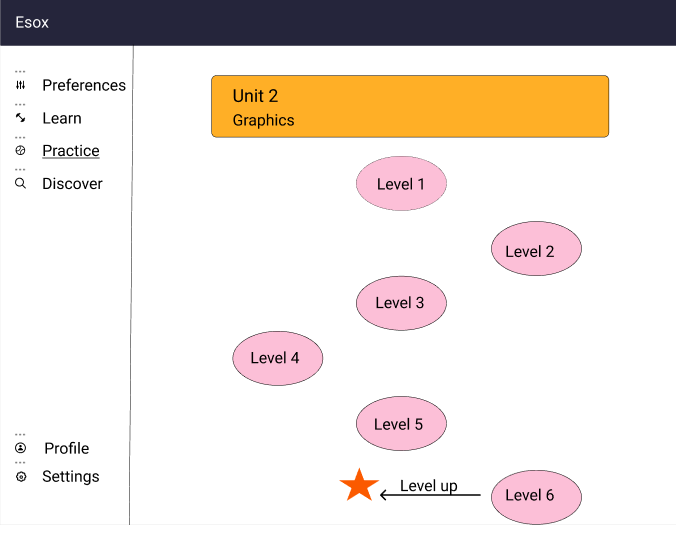 Esox
Preferences
Learn
Practice
Discover
Profile
Settings
Unit 2
Graphics
Level 1
Level 2
Level 3
Level 4
Level 5
Level up
Level 6